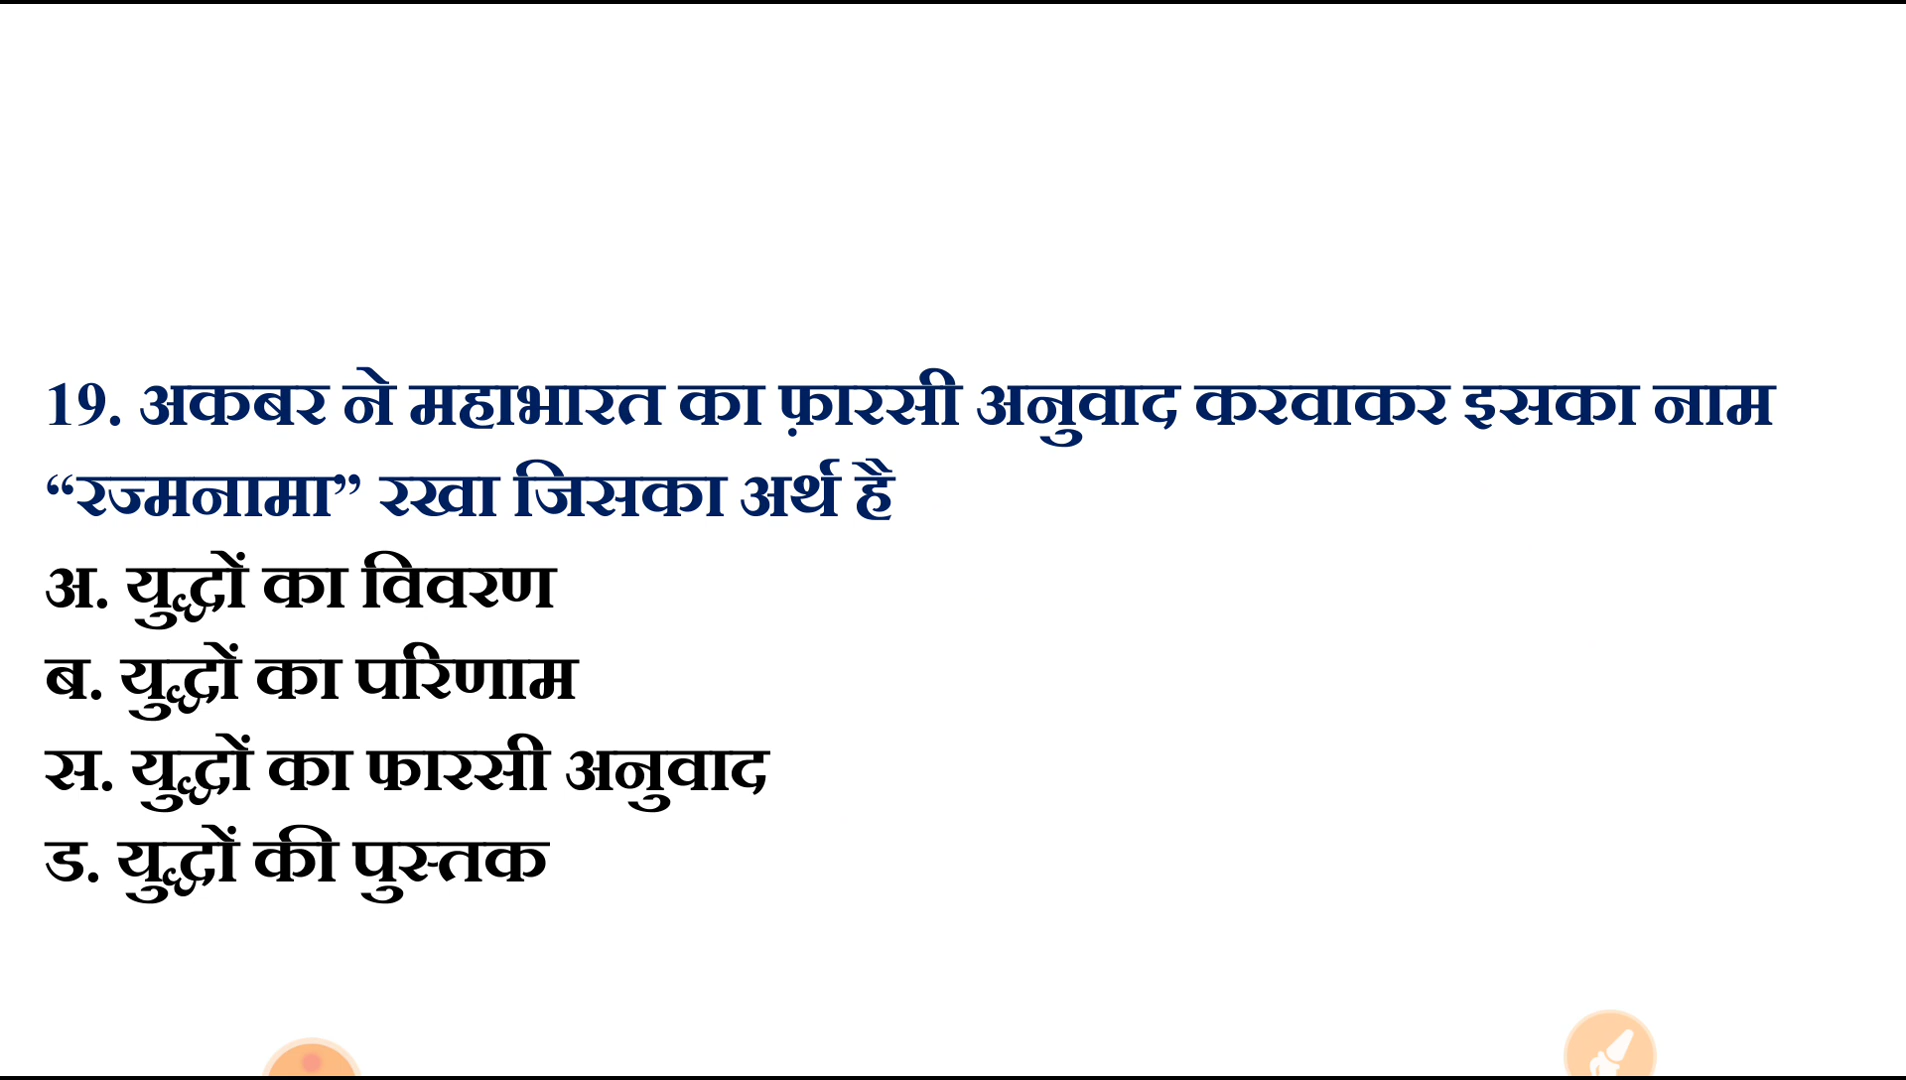 19. अकबर ने महाभारत का फ़ारसी अनुवाद करवाकर इसका नाम
“रज्मनामा” रखा जिसका अर्थ है
अ. युद्धों का विवरण
ब. युद्धों का परिणाम
स. युद्धों का फारसी अनुवाद
ड. युद्धों की पुस्तक